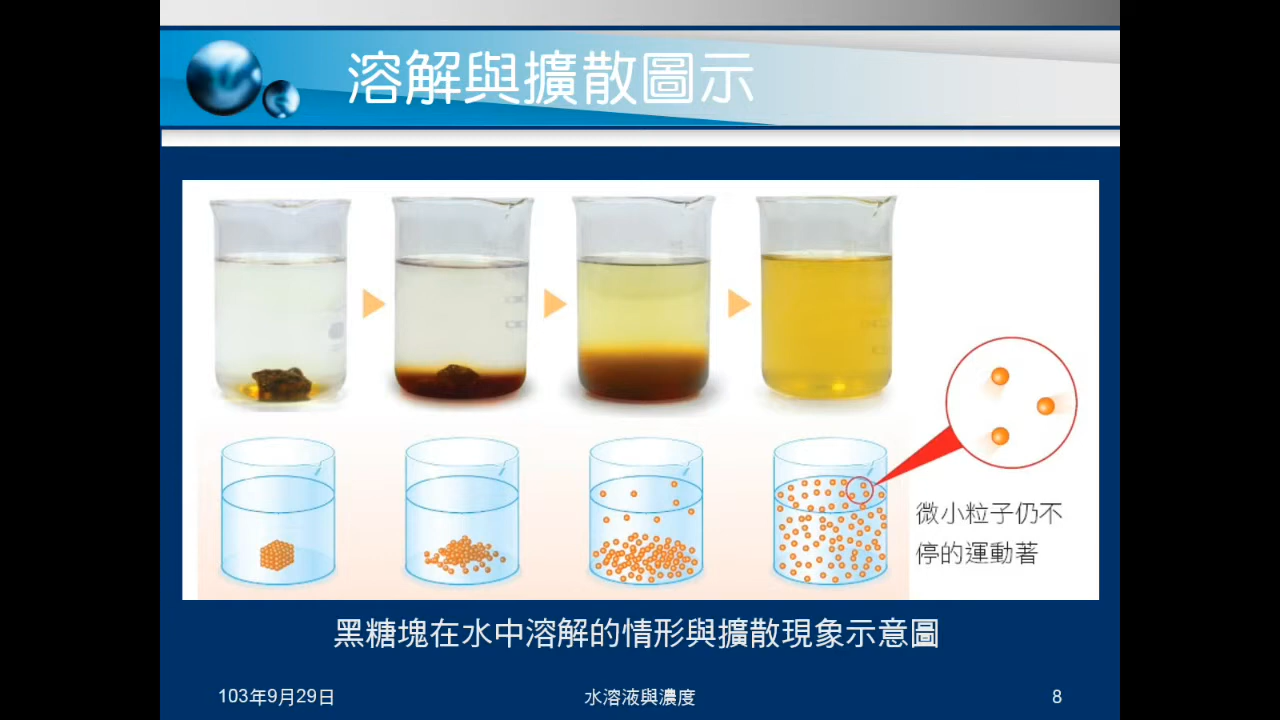 溶解與擴散圖示
微小粒子仍不
停的運動著
黑糖塊在水中溶解的情形與擴散現象示意圖
103年9月29日
水溶液與濃度
8